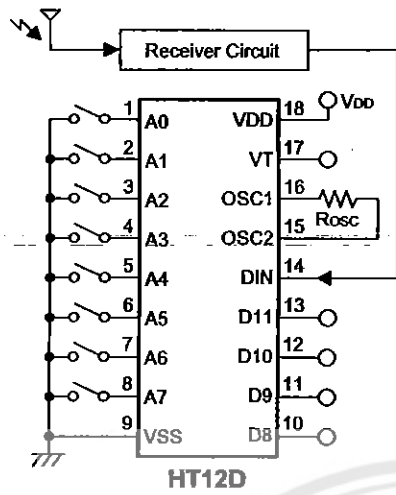 Receiver Circuit
1 A0 VDD 18 VDD
2 A1 VT 17
3 A2 OSC1 16
ROSC
4 A3 OSC2 15
5 A4 DIN 14
6 A5 D11 13
7 A6 D10 12
8 A7 D9 11
9 VSS D8 10
HT12D